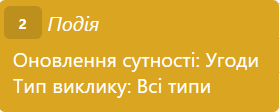 2 Подія
Оновлення сутності: Угоди
Тип виклику: Всі типи